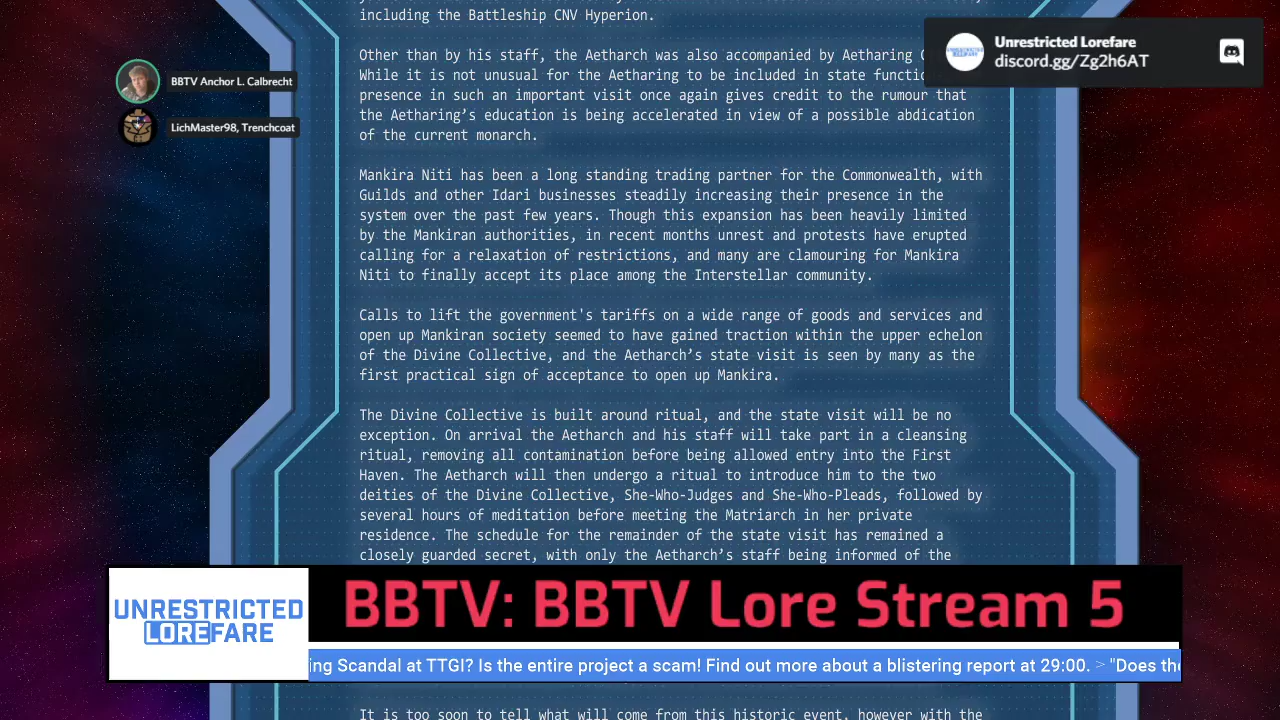 including the Battleship CNV Hyperion.
Other than by his staff, the Aetharch was also accompanied by Aetharing
While it is not unusual for the Aetharing to be included in state
presence in such an important visit once again gives credit to the rumour that
the Aetharing’s education is being accelerated in view of a possible abdication
of the current monarch.
Mankira Niti has been a long standing trading partner for the Commonwealth, with
Guilds and other Idari businesses steadily increasing their presence in the
system over the past few years. Though this expansion has been heavily limited
by the Mankiran authorities, in recent months unrest and protests have erupted
calling for a relaxation of restrictions, and many are clamouring for Mankira
Niti to finally accept its place among the Interstellar community.
Calls to lift the government's tariffs on a wide range of goods and services and
open up Mankiran society seemed to have gained traction within the upper echelon
of the Divine Collective, and the Aetharch’s state visit is seen by many as the
first practical sign of acceptance to open up Mankira.
The Divine Collective is built around ritual, and the state visit will be no
exception. On arrival the Aetharch and his staff will take part in a cleansing
ritual, removing all contamination before being allowed entry into the First
Haven. The Aetharch will then undergo a ritual to introduce him to the two
deities of the Divine Collective, She-Who-Judges and She-Who-Pleads, followed by
several hours of meditation before meeting the Matriarch in her private
residence. The schedule for the remainder of the state visit has remained a
closely guarded secret, with only the Aetharch’s staff being informed of the
It is too soon to tell what will come from this historic event, however with the
BBTV Anchor L. Calbrecht
LichMaster98, Trenchcoat
Unrestricted Lorefare
discord.gg/Zg2h6AT
UNRESTRICTED
LOREFARE
BBTV: BBTV Lore Stream 5
ing Scandal at TTGI? Is the entire project a scam! Find out more about a blistering report at 29:00. > "Does the